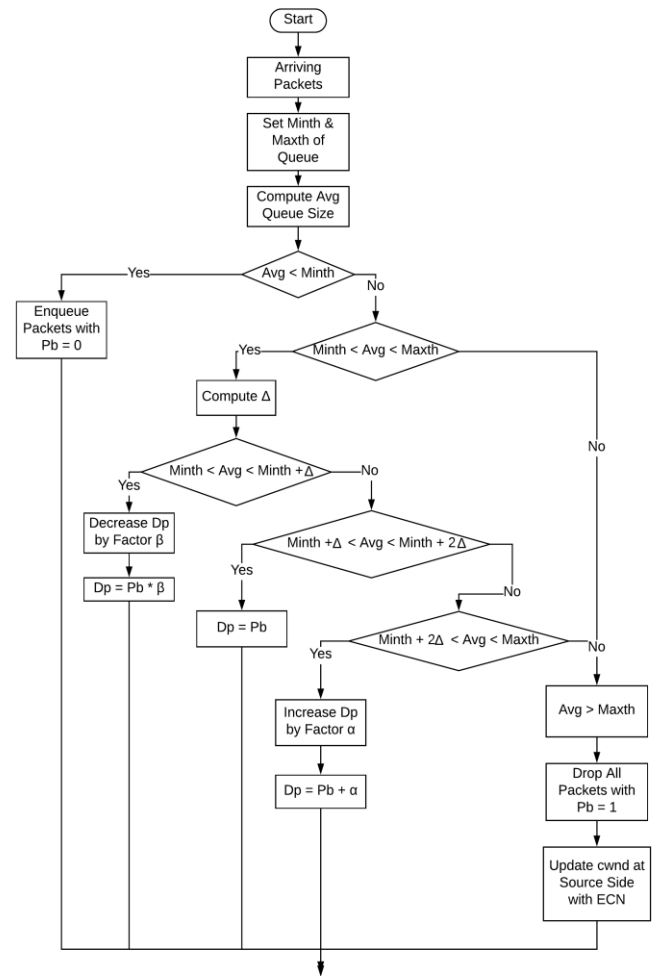 Start
Arriving
Packets
Set Minth &
Maxth of
Queue
Compute Avg
Queue Size
Avg < Minth
Yes
No
Enqueue
Packets with
Pb = 0
Minth < Avg < Maxth
Yes
Compute Δ
No
Minth < Avg < Minth +Δ
No
Yes
Decrease Dp
by Factor β
Minth +Δ < Avg < Minth + 2Δ
Yes
Dp = Pb * β
No
Dp = Pb
Minth + 2Δ < Avg < Maxth
No
Yes
Increase Dp
by Factor α
Avg > Maxth
Dp = Pb + α
Drop All
Packets with
Pb = 1
Update cwnd at
Source Side
with ECN